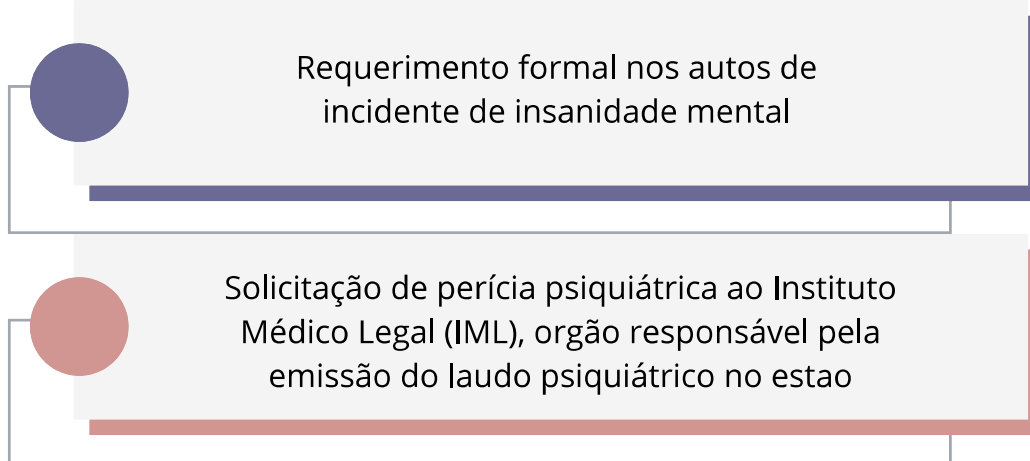 Requerimento formal nos autos de
incidente de insanidade mental
Solicitação de perícia psiquiátrica ao Instituto
Médico Legal (IML), orgão responsável pela
emissão do laudo psiquiátrico no estao